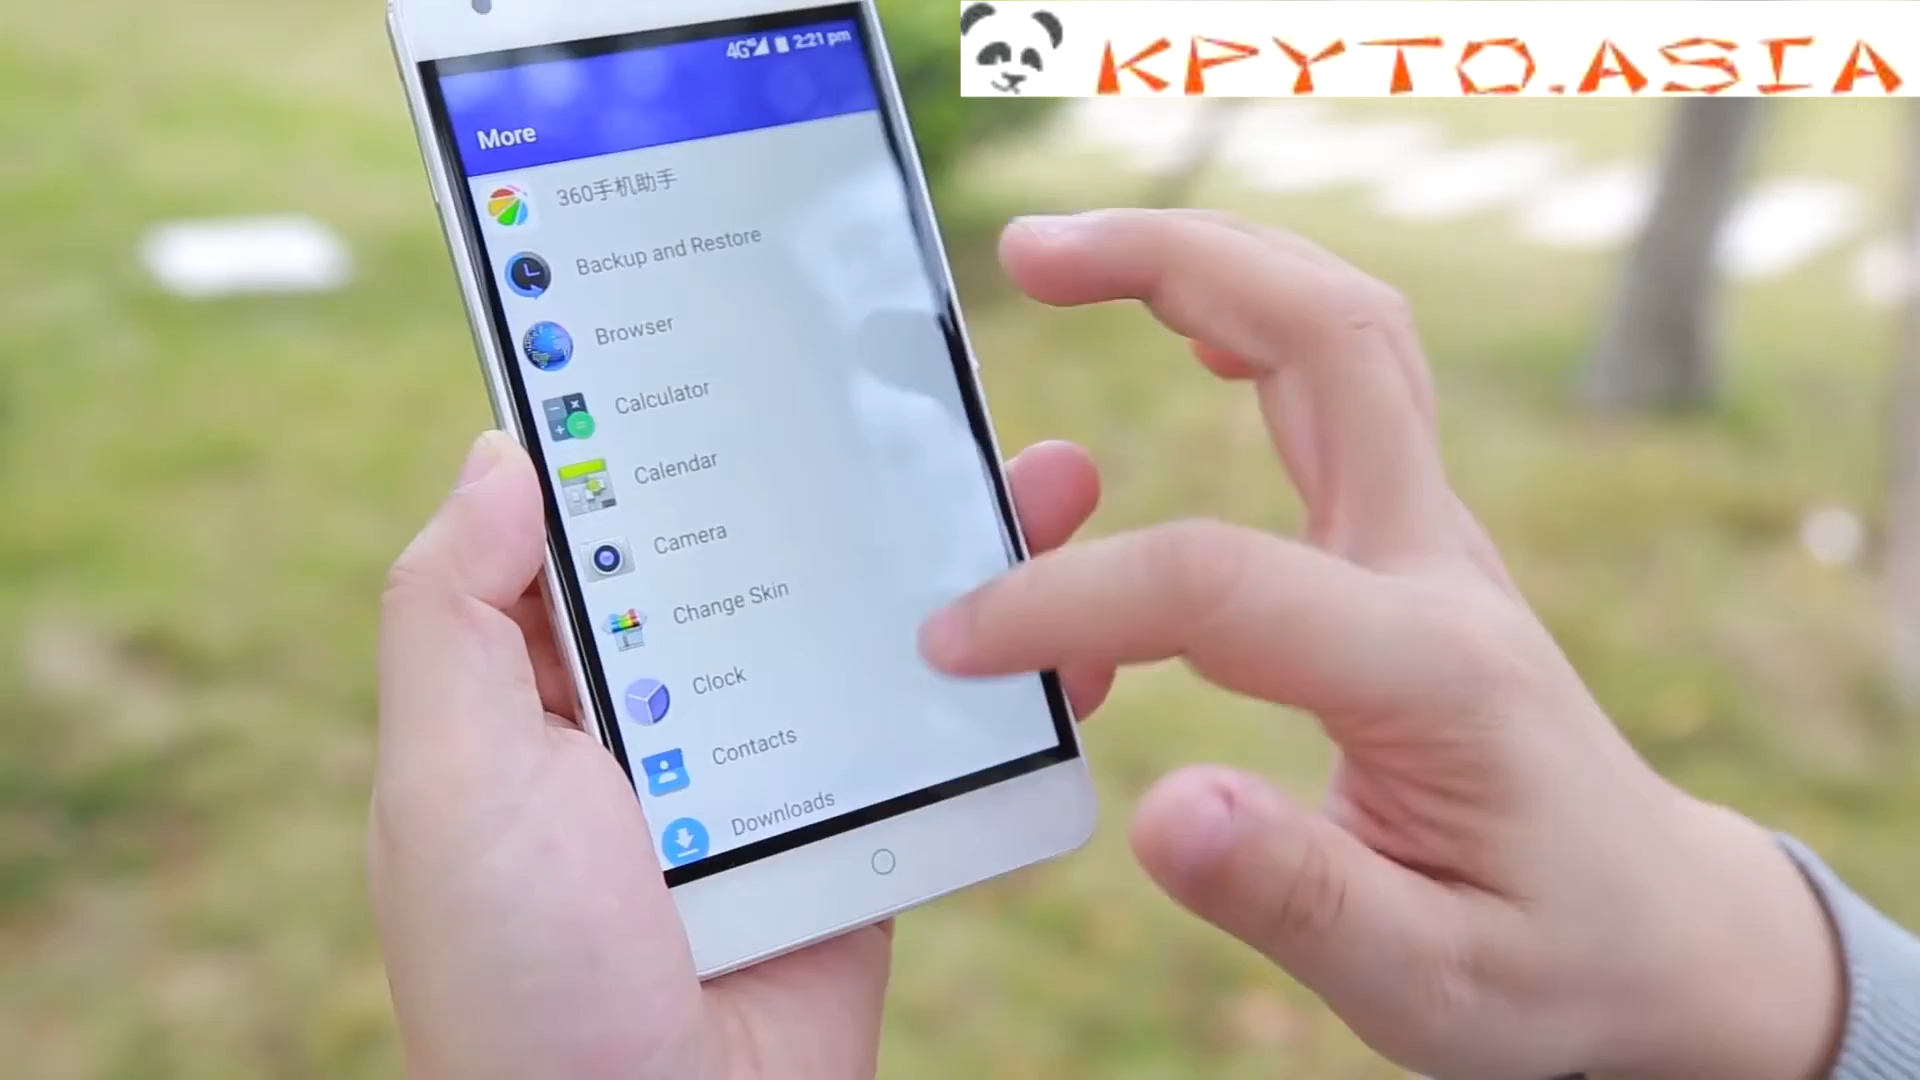 KPYTO.ASIA
4G 2:21 pm
More
360手机助手
Backup and Restore
Browser
Calculator
Calendar
Camera
Change Skin
Clock
Contacts
Downloads